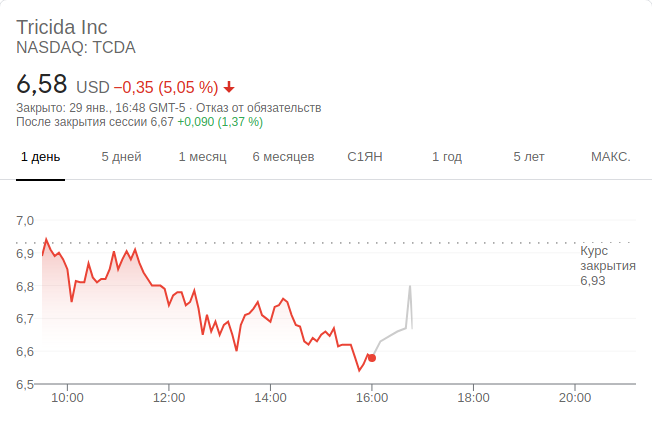 Tricida Inc
NASDAQ: TCDA
6,58 USD −0,35 (5,05 %)
Закрыто: 29 янв., 16:48 GMT-5 · Отказ от обязательств
После закрытия сессии 6,67 +0,090 (1,37 %)
1 день 5 дней 1 месяц 6 месяцев С1ЯН 1 год 5 лет МАКС.
7,0
6,9
Курс
закрытия
6,93
6,8
6,7
6,6
6,5
10:00 12:00 14:00 16:00 18:00 20:00